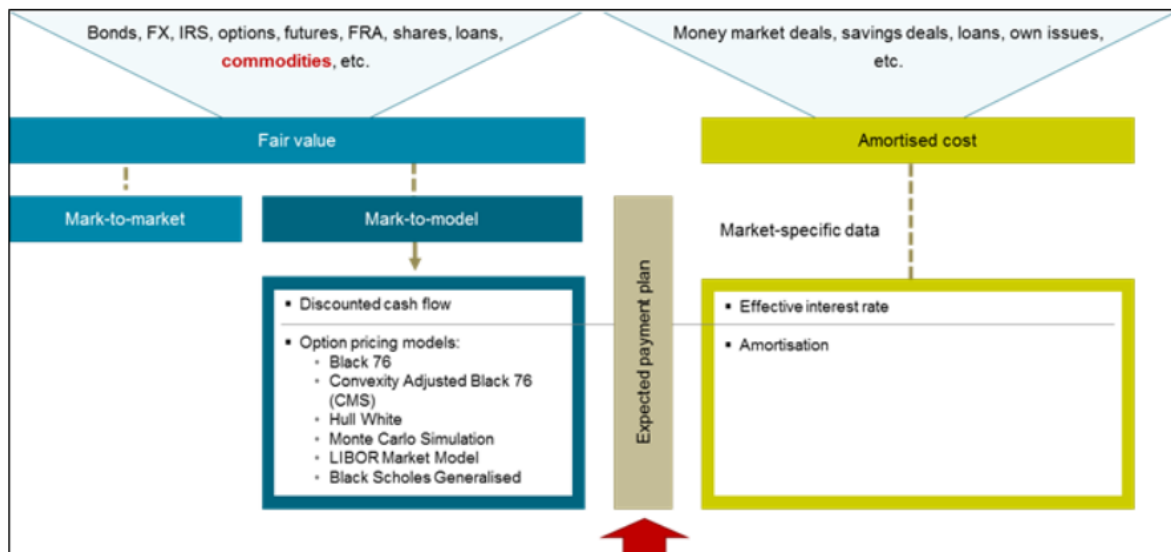 Bonds, FX, IRS, options, futures, FRA, shares, loans,
commodities, etc.
Money market deals, savings deals, loans, own issues,
etc.
Fair value
Amortised cost
Mark-to-market
Mark-to-model
Market-specific data
Expected payment plan
▪ Discounted cash flow
▪ Option pricing models:
▪ Black 76
▪ Convexity Adjusted Black 76
(CMS)
▪ Hull White
▪ Monte Carlo Simulation
▪ LIBOR Market Model
▪ Black Scholes Generalised
▪ Effective interest rate
▪ Amortisation